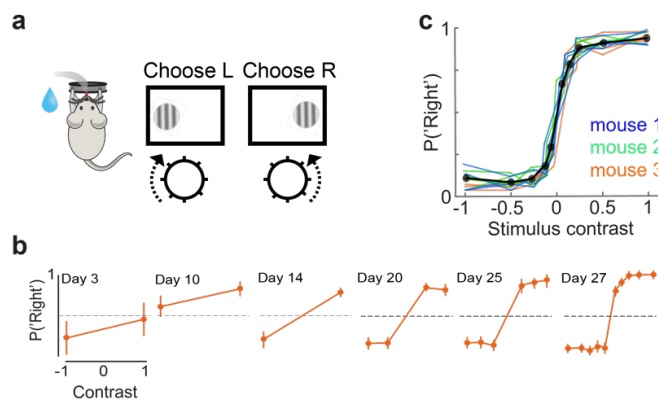 a
Choose L
Choose R
c
P('Right')
1
0
-1
-0.5
0
0.5
1
Stimulus contrast
mouse 1
mouse 2
mouse 3
b
P('Right')
1
Day 3
Day 10
Day 14
Day 20
Day 25
Day 27
-1
0
1
Contrast